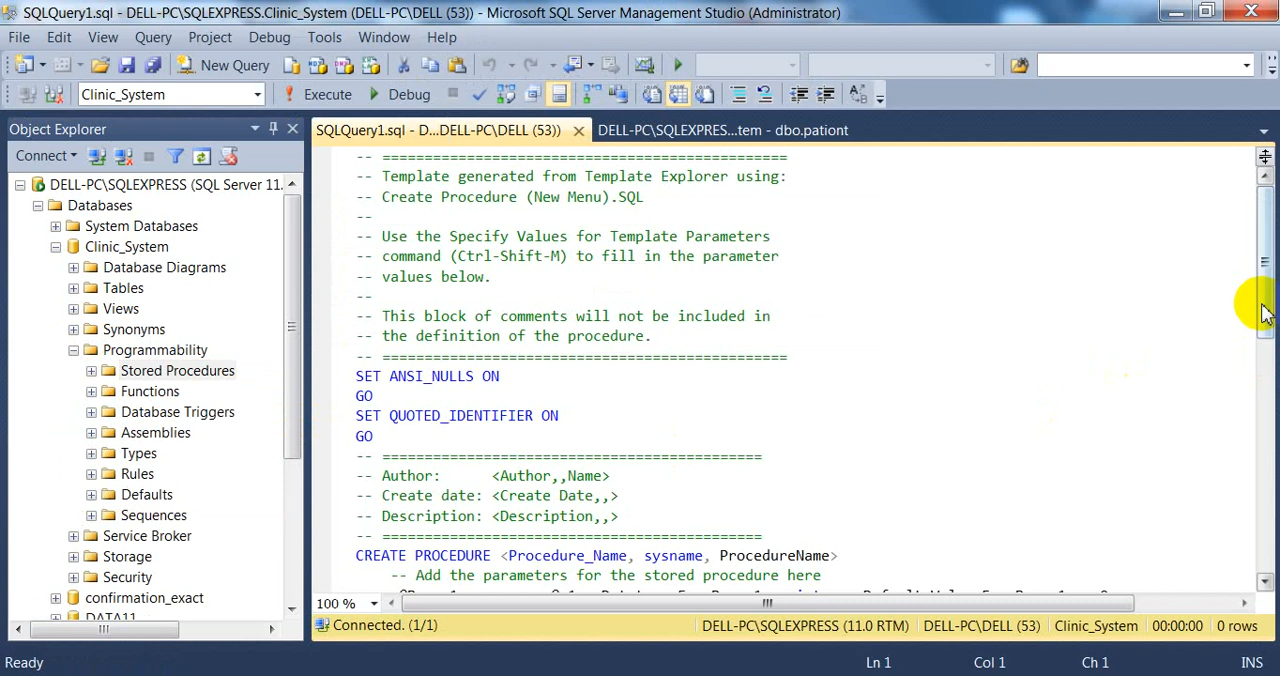 SQLQuery1.sql - DELL-PC\SQLEXPRESS.Clinic_System (DELL-PC\DELL (53)) - Microsoft SQL Server Management Studio (Administrator)
File Edit View Query Project Debug Tools Window Help
New Query
Clinic_System Execute Debug
Object Explorer
SQLQuery1.sql - D...DELL-PC\DELL (53)) DELL-PC\SQLEXPRES...tem - dbo.pationt
Connect
DELL-PC\SQLEXPRESS (SQL Server 11.
Databases
System Databases
Clinic_System
Database Diagrams
Tables
Views
Synonyms
Programmability
Stored Procedures
Functions
Database Triggers
Assemblies
Types
Rules
Defaults
Sequences
Service Broker
Storage
Security
confirmation_exact
DATA11
-- ================================================
-- Template generated from Template Explorer using:
-- Create Procedure (New Menu).SQL
--
-- Use the Specify Values for Template Parameters
-- command (Ctrl-Shift-M) to fill in the parameter
-- values below.
--
-- This block of comments will not be included in
-- the definition of the procedure.
-- ================================================
SET ANSI_NULLS ON
GO
SET QUOTED_IDENTIFIER ON
GO
-- =============================================
-- Author: <Author,,Name>
-- Create date: <Create Date,,>
-- Description: <Description,,>
-- =============================================
CREATE PROCEDURE <Procedure_Name, sysname, ProcedureName>
-- Add the parameters for the stored procedure here
100 %
Connected. (1/1) DELL-PC\SQLEXPRESS (11.0 RTM) DELL-PC\DELL (53) Clinic_System 00:00:00 0 rows
Ready Ln 1 Col 1 Ch 1 INS